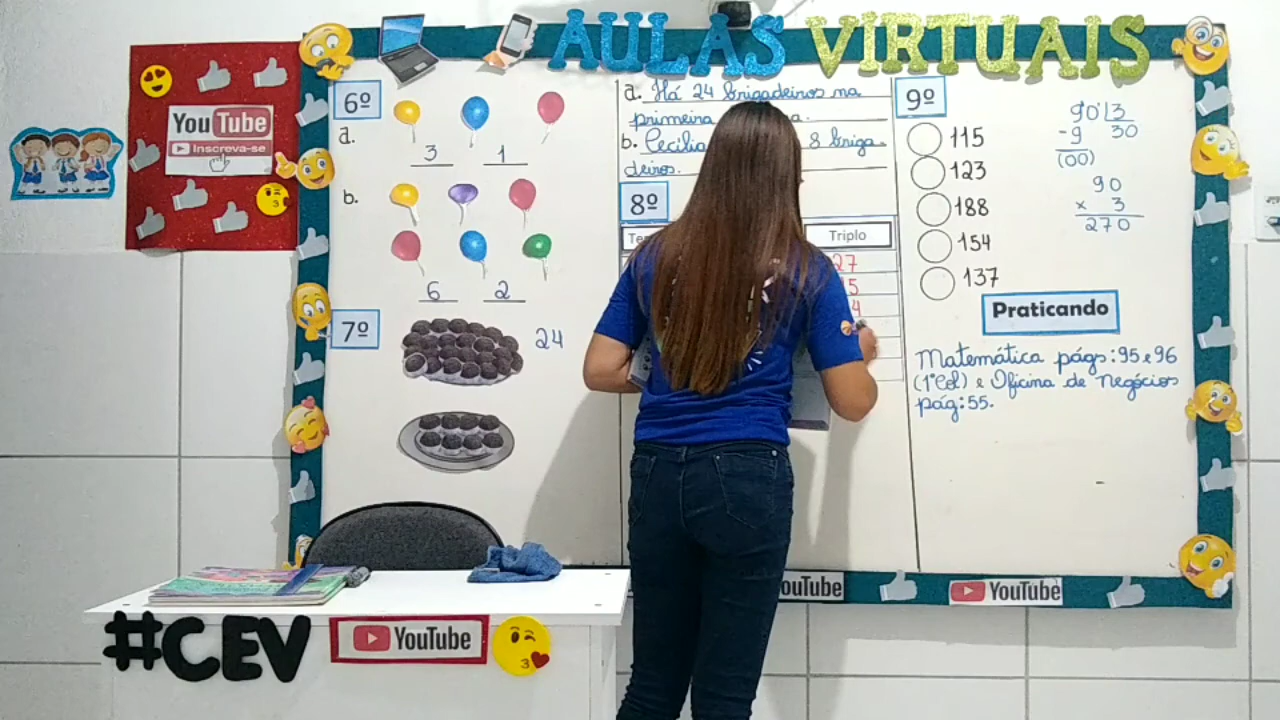 AULAS VIRTUAIS
YouTube
Inscreva-se
6º
a.
3 1
b.
6 2
7º
24
a. Há 24 brigadeiros na
primeira a.
b. Cecília 8 briga-
deiros.
8º
Triplo
27
9º
115
123
188
154
137
90 3
-9 30
(00)
90
x 3
270
Praticando
Matemática págs: 95 e 96
(1ºCol) e Oficina de Negócios
pág: 55.
#CEV
YouTube
ouTube
YouTube